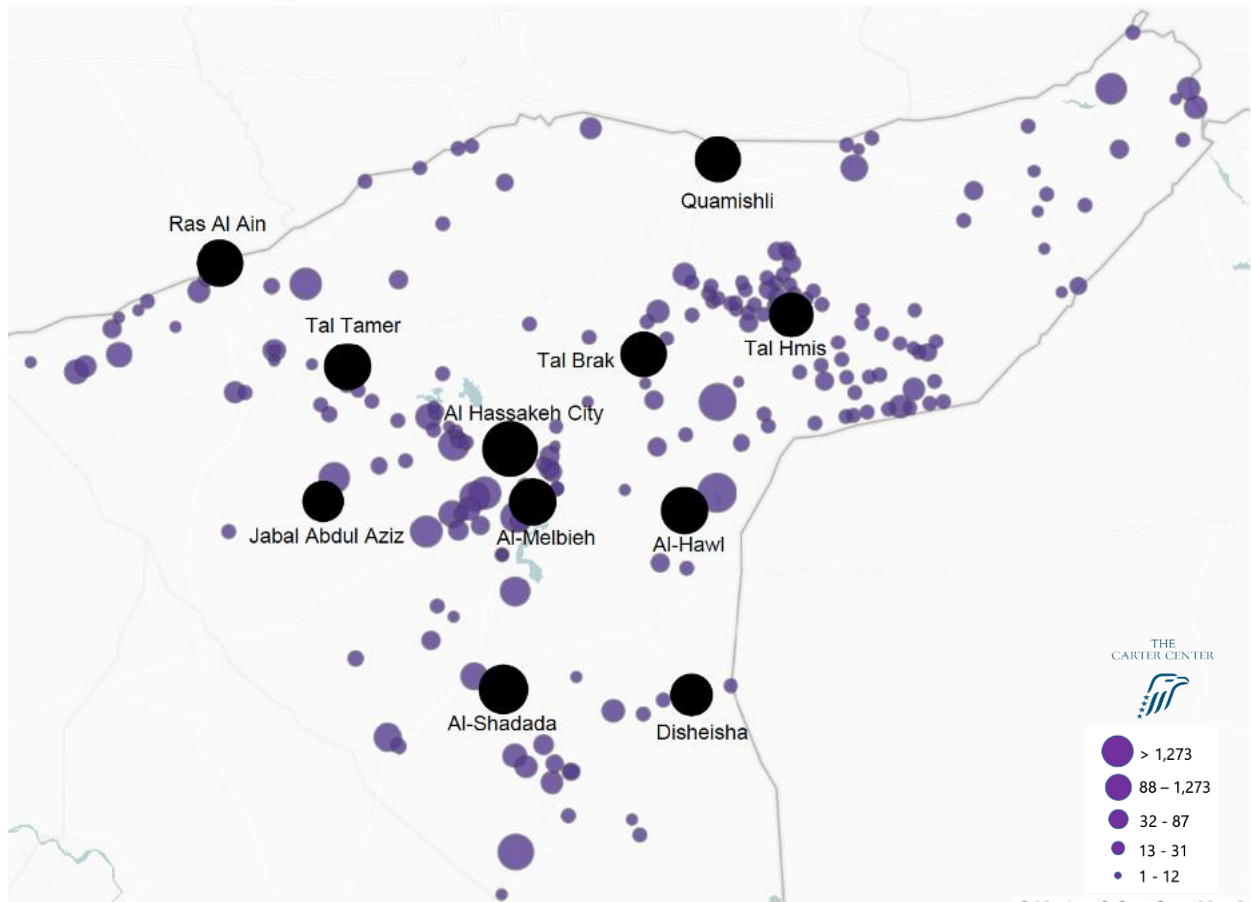 Quamishli
Ras Al Ain
Tal Tamer
Tal Brak
Tal Hmis
Al Hassakeh City
Jabal Abdul Aziz
Al-Melbieh
Al-Hawl
Al-Shadada
Disheisha
THE
CARTER CENTER
> 1,273
88 – 1,273
32 - 87
13 - 31
1 - 12